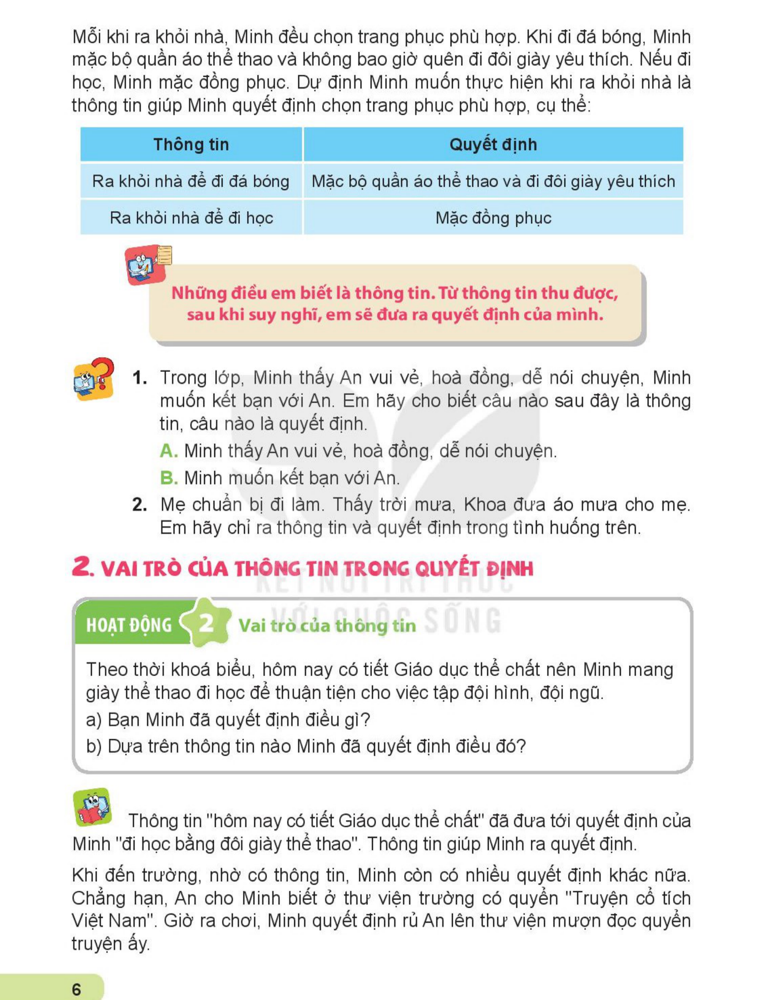 Mỗi khi ra khỏi nhà, Minh đều chọn trang phục phù hợp. Khi đi đá bóng, Minh
mặc bộ quần áo thể thao và không bao giờ quên đi đôi giày yêu thích. Nếu đi
học, Minh mặc đồng phục. Dự định Minh muốn thực hiện khi ra khỏi nhà là
thông tin giúp Minh quyết định chọn trang phục phù hợp, cụ thể:
Thông tin Quyết định
Ra khỏi nhà để đi đá bóng Mặc bộ quần áo thể thao và đi đôi giày yêu thích
Ra khỏi nhà để đi học Mặc đồng phục
Những điều em biết là thông tin. Từ thông tin thu được,
sau khi suy nghĩ, em sẽ đưa ra quyết định của mình.
1. Trong lớp, Minh thấy An vui vẻ, hoà đồng, dễ nói chuyện, Minh
muốn kết bạn với An. Em hãy cho biết câu nào sau đây là thông
tin, câu nào là quyết định.
A. Minh thấy An vui vẻ, hoà đồng, dễ nói chuyện.
B. Minh muốn kết bạn với An.
2. Mẹ chuẩn bị đi làm. Thấy trời mưa, Khoa đưa áo mưa cho mẹ.
Em hãy chỉ ra thông tin và quyết định trong tình huống trên.
2. VAI TRÒ CỦA THÔNG TIN TRONG QUYẾT ĐỊNH
KẾT NỐI TRI THỨC
VỚI CUỘC SỐNG
HOẠT ĐỘNG 2 Vai trò của thông tin
Theo thời khoá biểu, hôm nay có tiết Giáo dục thể chất nên Minh mang
giày thể thao đi học để thuận tiện cho việc tập đội hình, đội ngũ.
a) Bạn Minh đã quyết định điều gì?
b) Dựa trên thông tin nào Minh đã quyết định điều đó?
Thông tin "hôm nay có tiết Giáo dục thể chất" đã đưa tới quyết định của
Minh "đi học bằng đôi giày thể thao". Thông tin giúp Minh ra quyết định.
Khi đến trường, nhờ có thông tin, Minh còn có nhiều quyết định khác nữa.
Chẳng hạn, An cho Minh biết ở thư viện trường có quyển "Truyện cổ tích
Việt Nam". Giờ ra chơi, Minh quyết định rủ An lên thư viện mượn đọc quyển
truyện ấy.
6